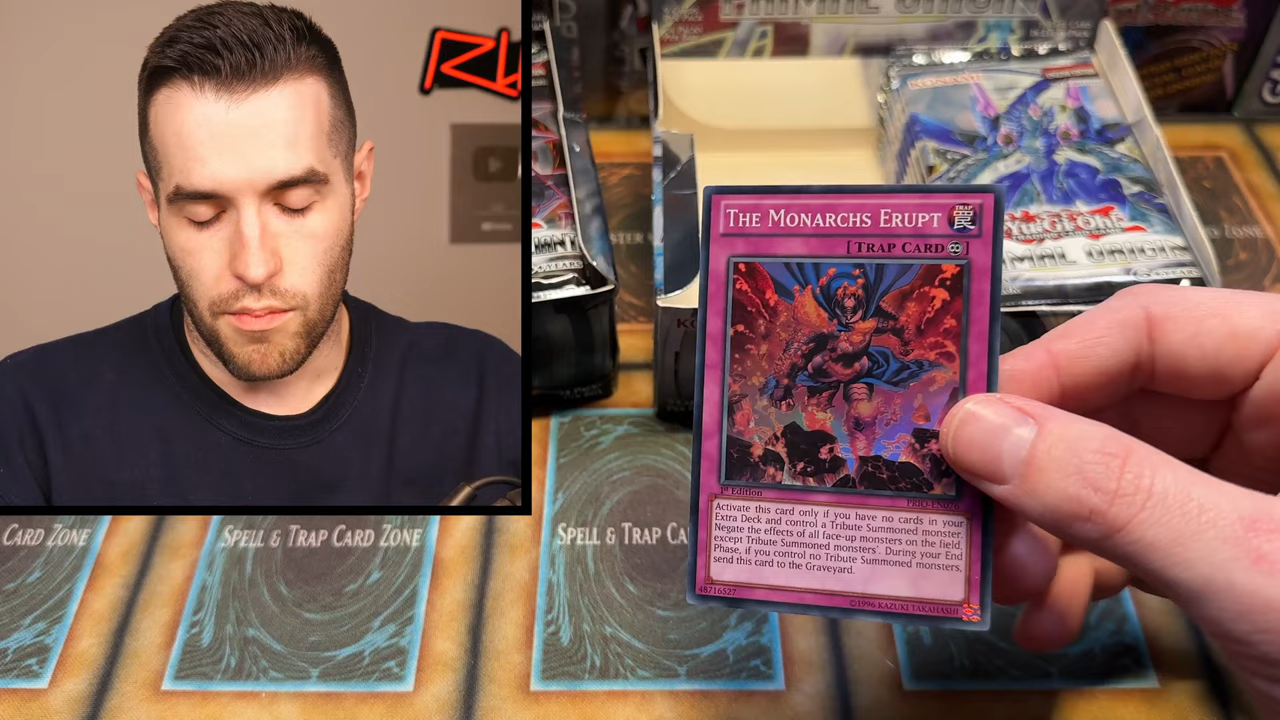 RU
PRIMAL ORIGIN
KONAMI
YU-GI-OH!
MAL ORIGIN
THE MONARCHS ERUPT
TRAP
罠
[TRAP CARD]
1st Edition
PRIO-EN076
Activate this card only if you have no cards in your
Extra Deck and control a Tribute Summoned monster.
Negate the effects of all face-up monsters on the field,
except Tribute Summoned monsters'. During your End
Phase, if you control no Tribute Summoned monsters,
send this card to the Graveyard.
48716527
©1996 KAZUKI TAKAHASHI
CARD ZONE
SPELL & TRAP CARD ZONE
SPELL & TRAP CA